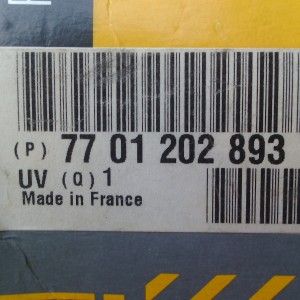 (P) 77 01 202 893
UV (Q) 1
Made in France